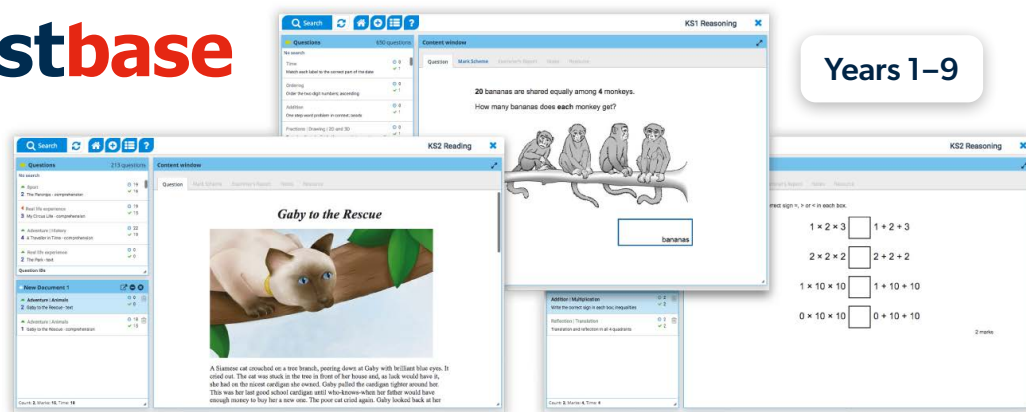 stbase
Years 1–9
Search
?
KS1 Reasoning
Questions
630 questions
No search
Time
Match each label to the correct part of the date
Ordering
Order the two digit numbers, ascending
Addition
One step word problem in context; beads
Fractions | Drawing | 2D and 3D
Content window
Question
Mark Scheme
Examiner's Report
Notes
Resource
20 bananas are shared equally among 4 monkeys.
How many bananas does each monkey get?
bananas
Search
?
KS2 Reading
Questions
213 questions
No search
Sport
2 The Paronips - comprehension
Real life experience
3 My Circus Life - comprehension
Adventure | History
4 A Traveller in Time - comprehension
Real life experience
2 The Park - text
Question title
New Document 1
Adventure | Animals
2 Gaby to the Rescue - text
Adventure | Animals
1 Gaby to the Rescue - comprehension
Content window
Question
Mark Scheme
Examiner's Report
Notes
Resource
Gaby to the Rescue
A Siamese cat crouched on a tree branch, peering down at Gaby with brilliant blue eyes. It
cried out. The cat was stuck in the tree in front of her house and, as luck would have it,
she had on the nicest cardigan she owned. Gaby pulled the cardigan tighter around her.
This was her last good school cardigan until who-knows-when her father would have
enough money to buy her a new one. The poor cat cried again. Gaby looked back at her
KS2 Reasoning
Notes
Resource
rrect sign =, > or < in each box.
1 × 2 × 3 1 + 2 + 3
2 × 2 × 2 2 + 2 + 2
1 × 10 × 10 1 + 10 + 10
0 × 10 × 10 0 + 10 + 10
2 marks
Addition / Multiplication
Write the correct sign in each box; inequalities
Reflection | Translation
Translation and reflection in all 4 quadrants